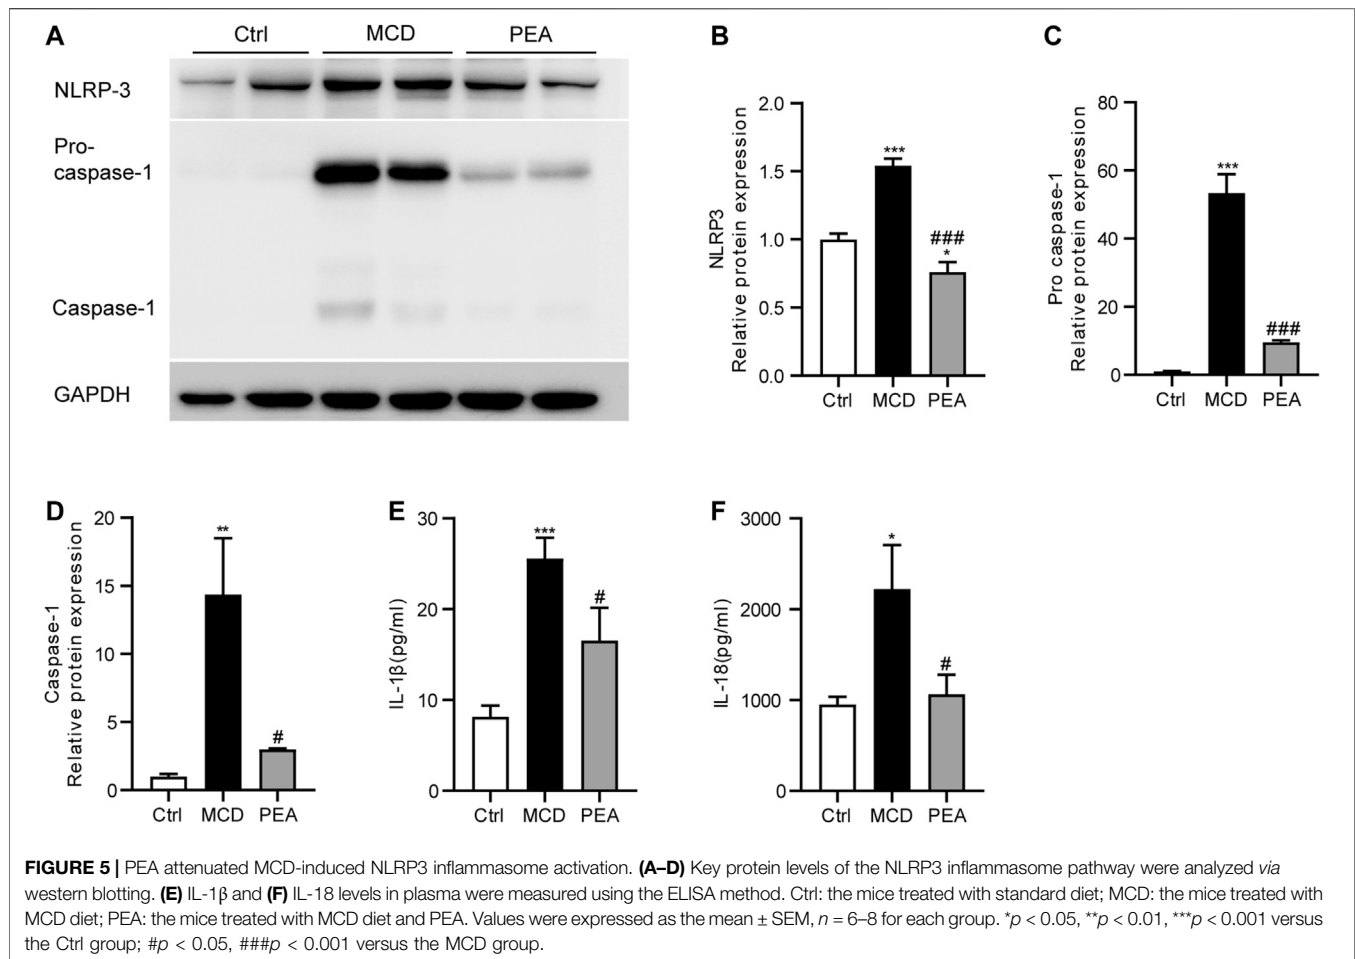 A
Ctrl
MCD
PEA
NLRP-3
Pro-
caspase-1
Caspase-1
GAPDH
B
NLRP3
Relative protein expression
2.0
1.5
1.0
0.5
0.0
***
###
*
Ctrl
MCD
PEA
C
Pro caspase-1
Relative protein expression
80
60
40
20
0
***
###
Ctrl
MCD
PEA
D
Caspase-1
Relative protein expression
20
15
10
5
0
**
#
Ctrl
MCD
PEA
E
IL-1β(pg/ml)
30
20
10
0
***
#
Ctrl
MCD
PEA
F
IL-18(pg/ml)
3000
2000
1000
0
*
#
Ctrl
MCD
PEA
FIGURE 5 | PEA attenuated MCD-induced NLRP3 inflammasome activation. (A–D) Key protein levels of the NLRP3 inflammasome pathway were analyzed via
western blotting. (E) IL-1β and (F) IL-18 levels in plasma were measured using the ELISA method. Ctrl: the mice treated with standard diet; MCD: the mice treated with
MCD diet; PEA: the mice treated with MCD diet and PEA. Values were expressed as the mean ± SEM, n = 6–8 for each group. *p < 0.05, **p < 0.01, ***p < 0.001 versus
the Ctrl group; #p < 0.05, ###p < 0.001 versus the MCD group.